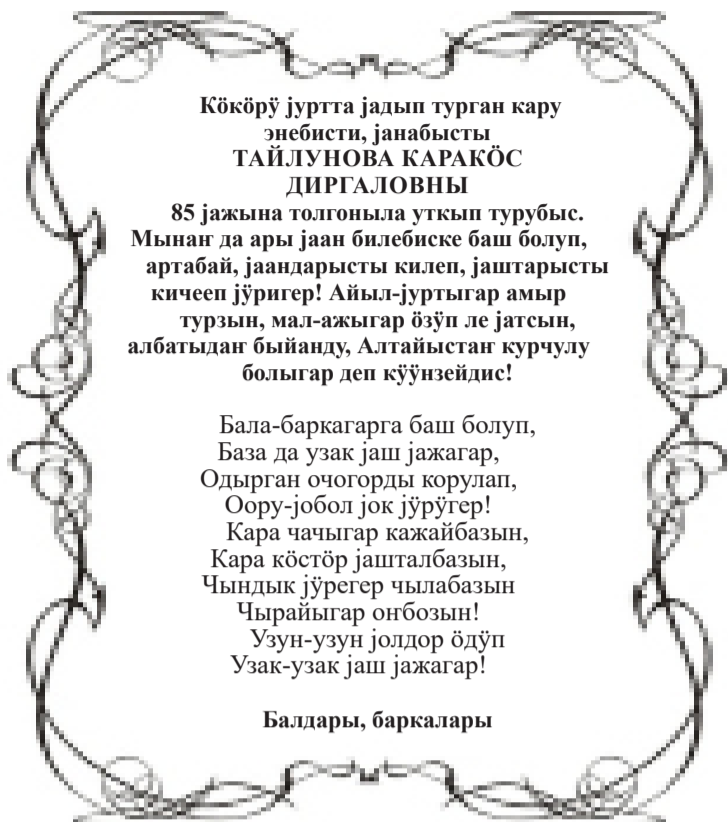 Кӧкӧрӱ јуртта јадып турган кару
энебисти, јанабысты
ТАЙЛУНОВА КАРАКӦС
ДИРГАЛОВНЫ
85 јажына толгоныла уткып турубыс.
Мынаҥ да ары јаан билебиске баш болуп,
артабай, јаандарысты килеп, јаштарысты
кичееп јӱригер! Айыл-јуртыгар амыр
турзын, мал-ажыгар ӧзӱп ле јатсын,
албатыдаҥ быйанду, Алтайыстаҥ курчулу
болыгар деп кӱӱнзейдис!
Бала-баркагарга баш болуп,
База да узак јаш јажагар,
Одырган очогорды корулап,
Оору-јобол јок јӱрӱгер!
Кара чачыгар кажайбазын,
Кара кӧстӧр јашталбазын,
Чындык јӱрегер чылабазын
Чырайыгар оҥбозын!
Узун-узун јолдор ӧдӱп
Узак-узак јаш јажагар!
Балдары, баркалары